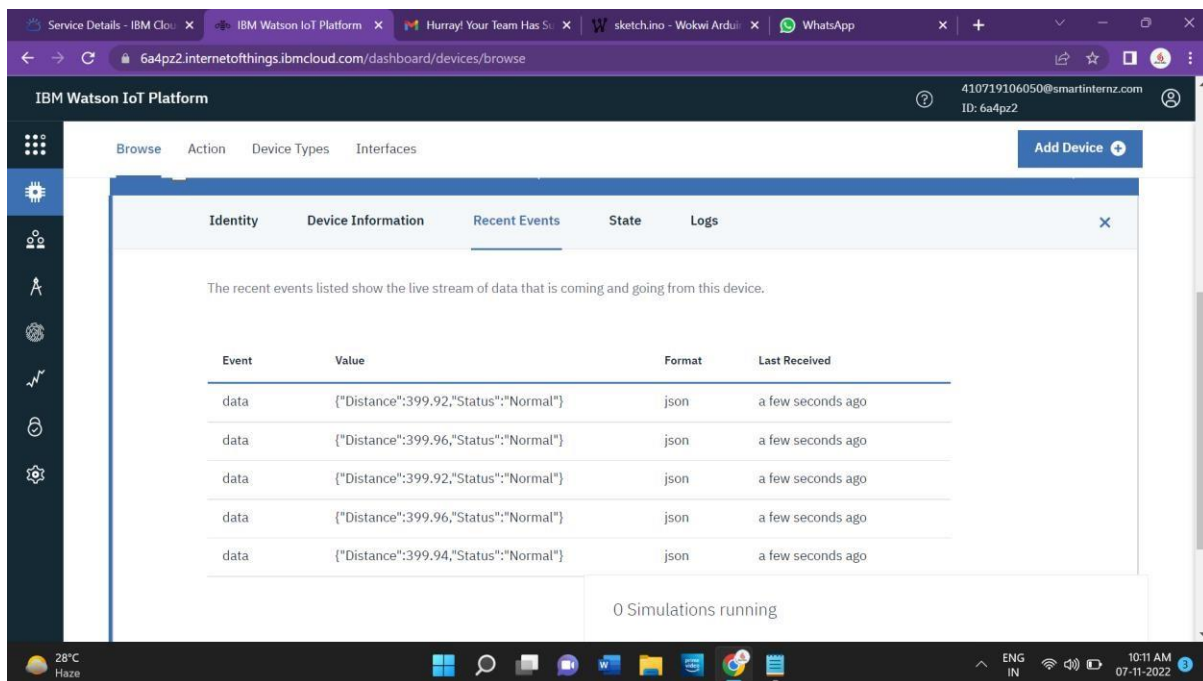 Service Details - IBM Clou
IBM Watson IoT Platform
Hurray! Your Team Has Su
sketch.ino - Wokwi Ardui
WhatsApp
6a4pz2.internetofthings.ibmcloud.com/dashboard/devices/browse
IBM Watson IoT Platform
410719106050@smartinternz.com
ID: 6a4pz2
Browse Action Device Types Interfaces
Add Device
Identity Device Information Recent Events State Logs
The recent events listed show the live stream of data that is coming and going from this device.
Event Value Format Last Received
data {"Distance":399.92,"Status":"Normal"} json a few seconds ago
data {"Distance":399.96,"Status":"Normal"} json a few seconds ago
data {"Distance":399.92,"Status":"Normal"} json a few seconds ago
data {"Distance":399.96,"Status":"Normal"} json a few seconds ago
data {"Distance":399.94,"Status":"Normal"} json a few seconds ago
0 Simulations running
28°C
Haze
ENG
IN
10:11 AM
07-11-2022
3